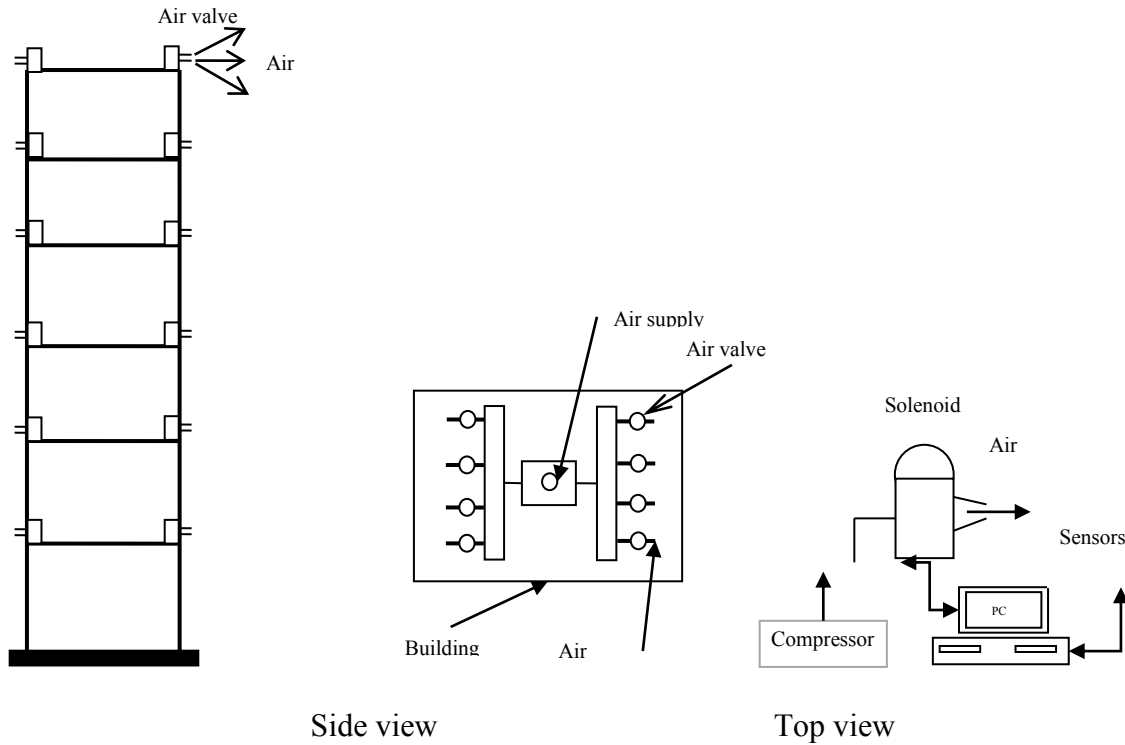 Air valve
Air
Air supply
Air valve
Solenoid
Air
Sensors
PC
Compressor
Building
Air
Side view
Top view